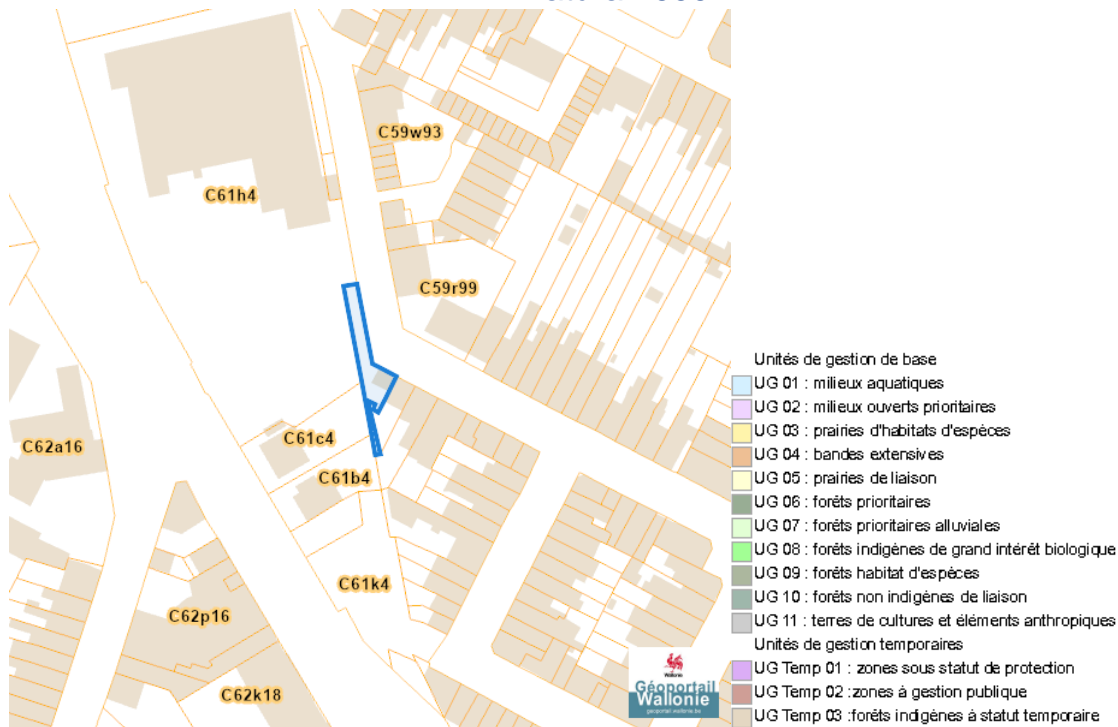 C59w93
C61h4
C59r99
C61c4
C62a16
C61b4
C61k4
C62p16
C62k18
Unités de gestion de base
UG 01 : milieux aquatiques
UG 02 : milieux ouverts prioritaires
UG 03 : prairies d'habitats d'espèces
UG 04 : bandes extensives
UG 05 : prairies de liaison
UG 06 : forêts prioritaires
UG 07 : forêts prioritaires alluviales
UG 08 : forêts indigènes de grand intérêt biologique
UG 09 : forêts habitat d'espèces
UG 10 : forêts non indigènes de liaison
UG 11 : terres de cultures et éléments anthropiques
Unités de gestion temporaires
UG Temp 01 : zones sous statut de protection
UG Temp 02 :zones à gestion publique
UG Temp 03 :forêts indigènes à statut temporaire
Wallonie
Géoportail
Wallonie
geoportail.wallonie.be